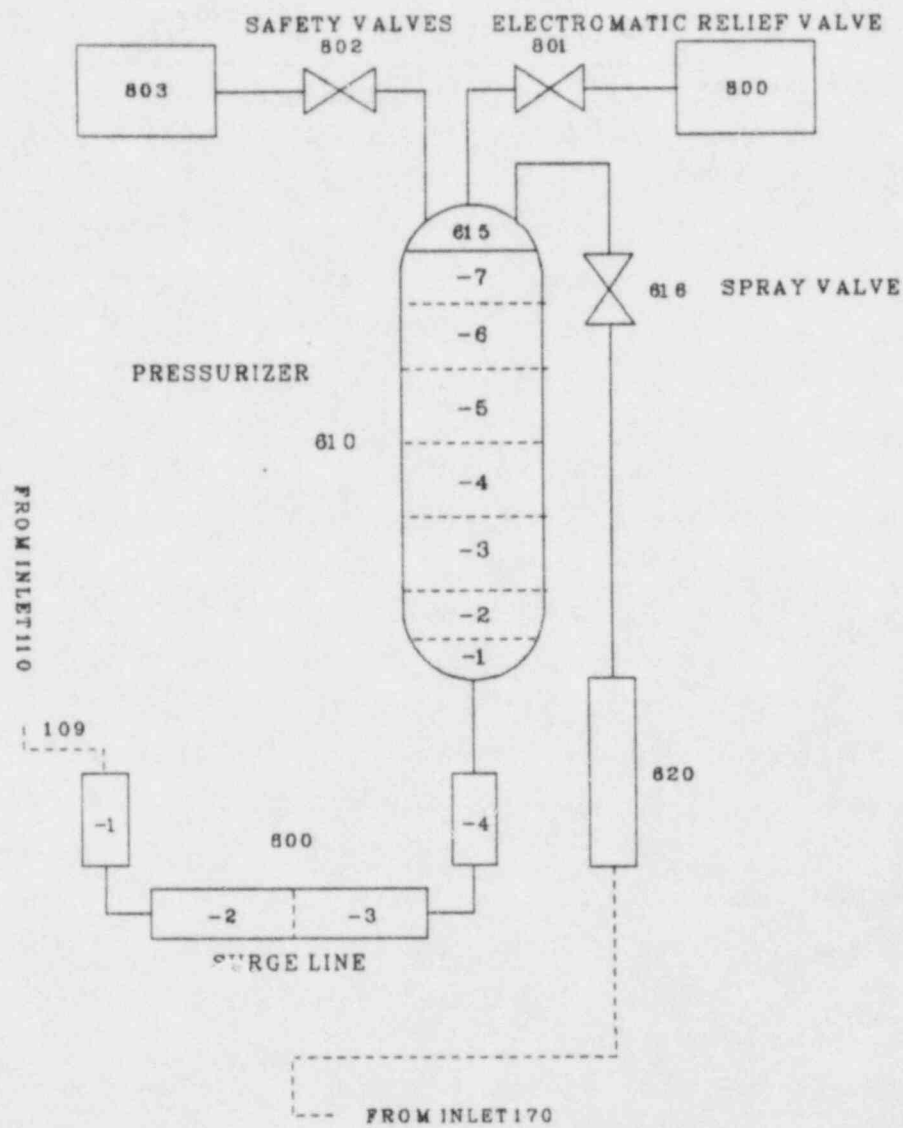 SAFETY VALVES
802
ELECTROMATIC RELIEF VALVE
801
803
800
615
-7
616 SPRAY VALVE
-6
PRESSURIZER
-5
610
-4
-3
FROM INLET 110
-2
-1
109
620
-1
-4
600
-2
-3
SURGE LINE
FROM INLET 170